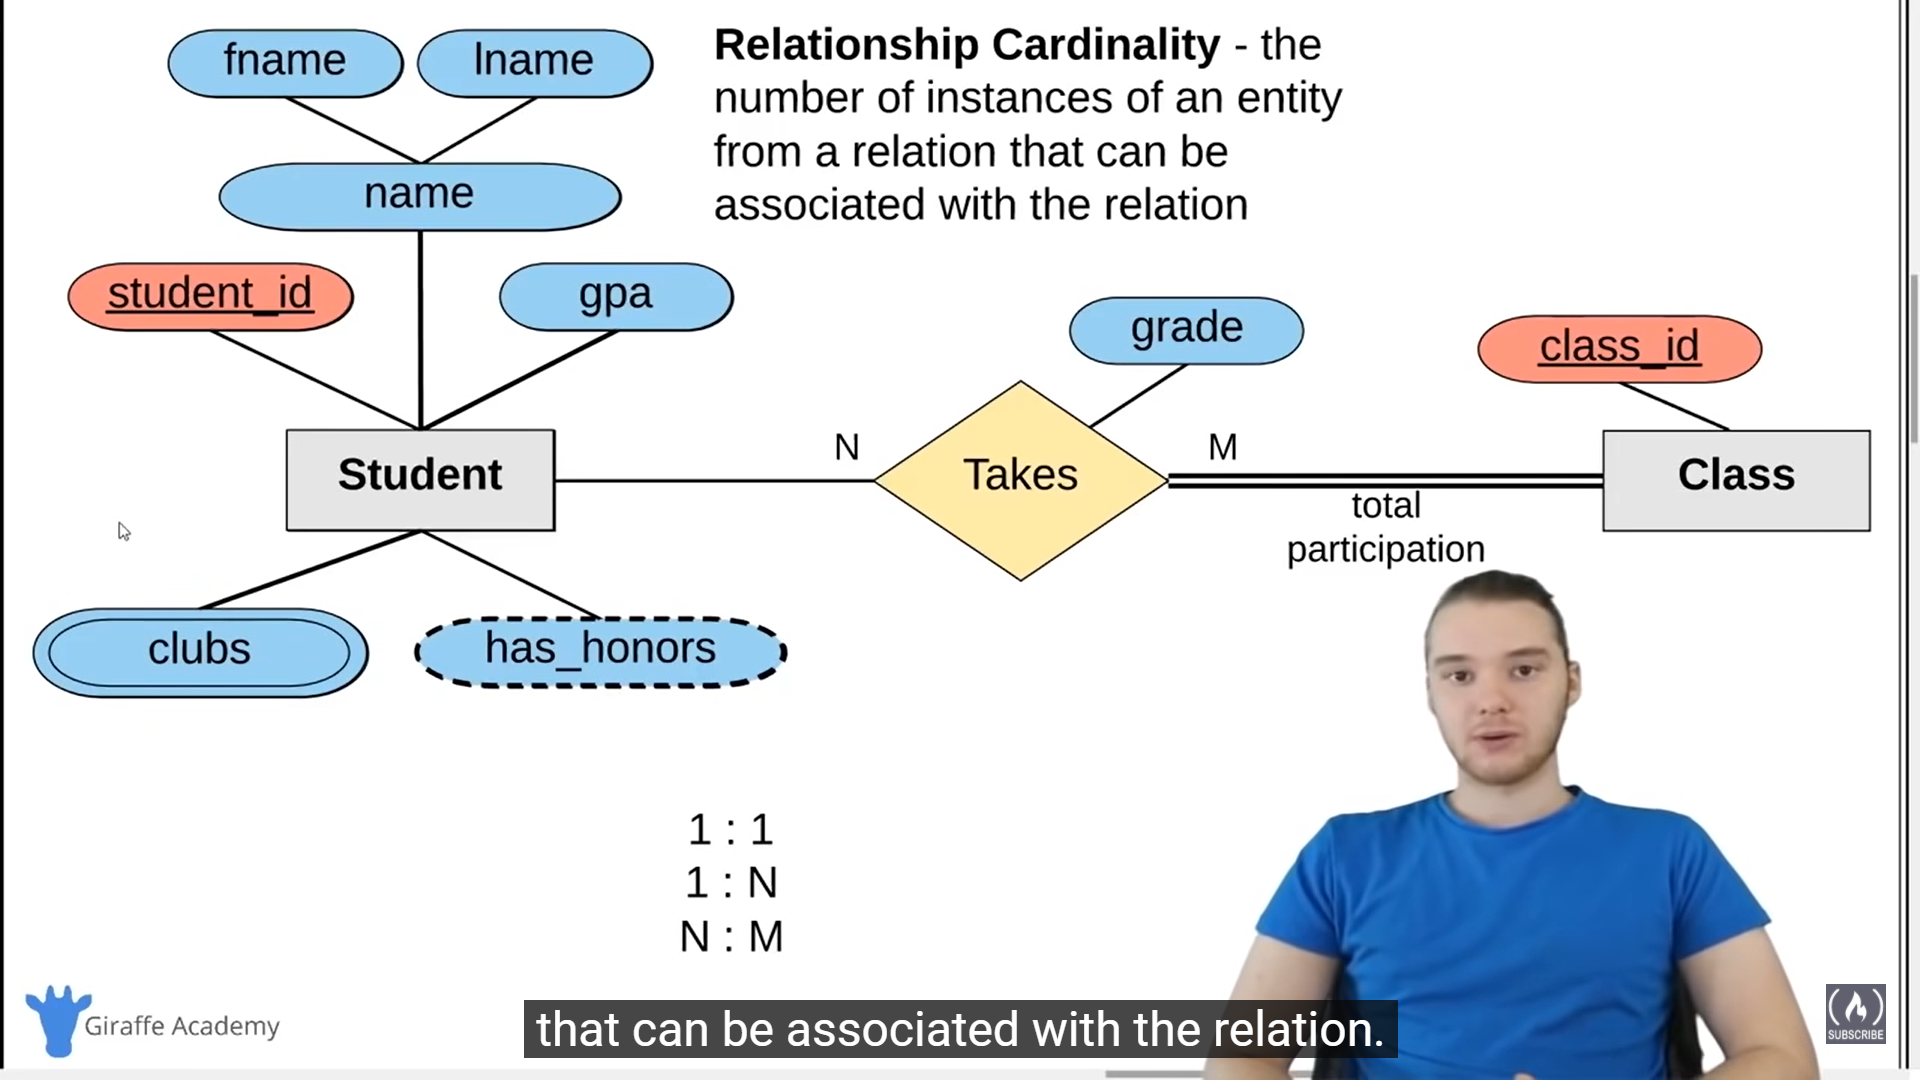 fname
lname
Relationship Cardinality - the
number of instances of an entity
from a relation that can be
associated with the relation
name
student_id
gpa
grade
class_id
Student
N
Takes
M
total
participation
Class
clubs
has_honors
1 : 1
1 : N
N : M
Giraffe Academy
that can be associated with the relation.
SUBSCRIBE